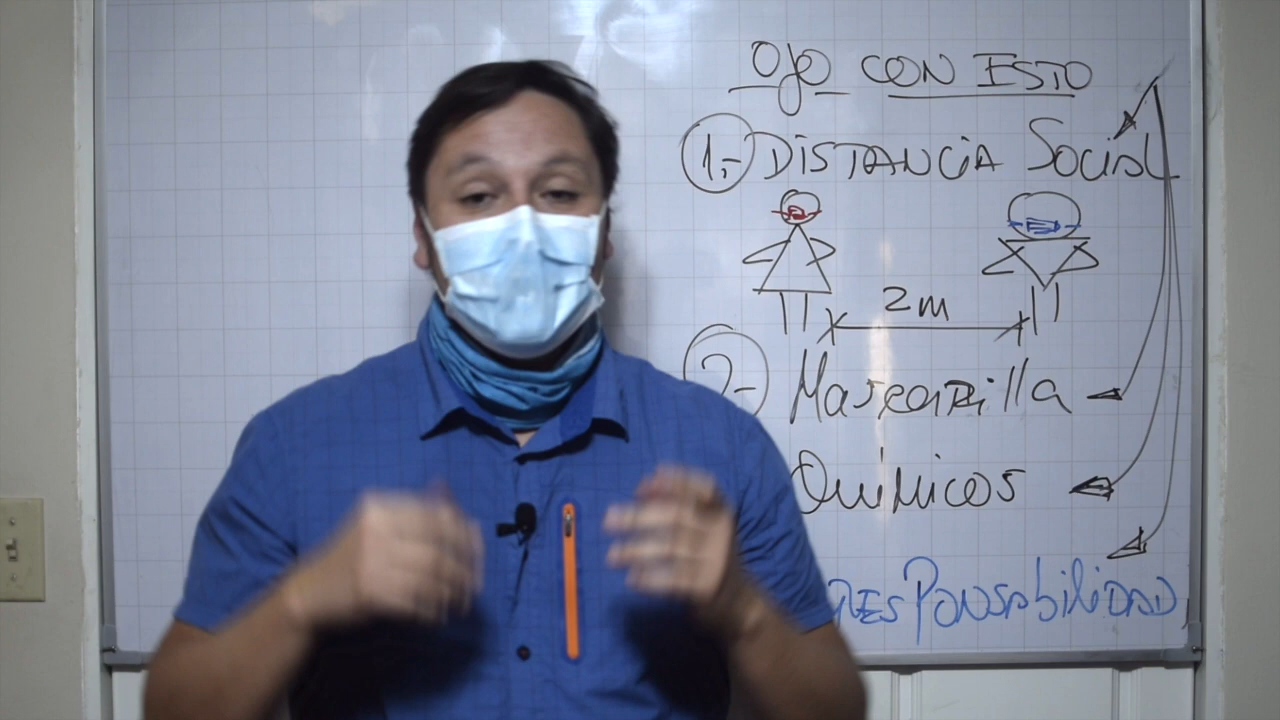 Ojo CON ESTO
1.- DiSTANCiA Social
2m
2- Mascarilla
Químicos
RESPonsabiliDAD